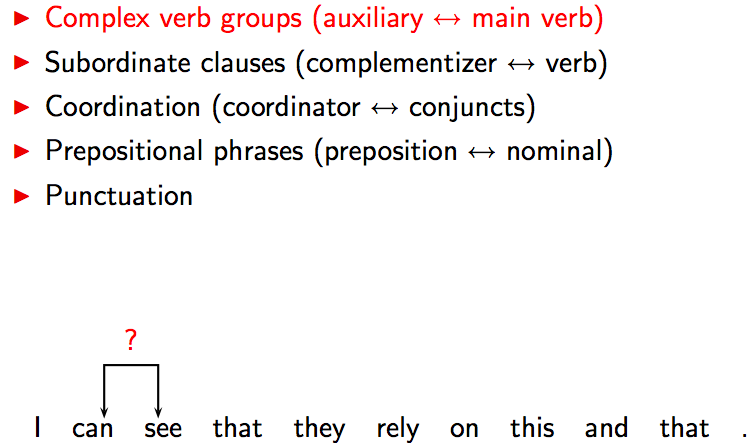 ▶ Complex verb groups (auxiliary ↔ main verb)
▶ Subordinate clauses (complementizer ↔ verb)
▶ Coordination (coordinator ↔ conjuncts)
▶ Prepositional phrases (preposition ↔ nominal)
▶ Punctuation
?
I can see that they rely on this and that .